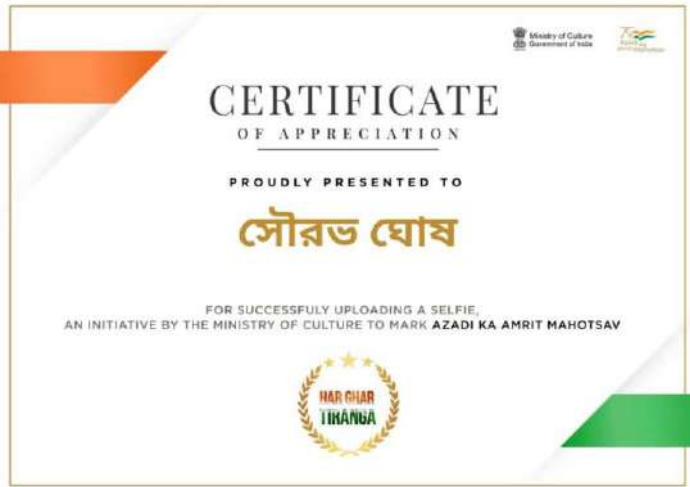 Ministry of Culture
Government of India
CERTIFICATE
OF APPRECIATION
PROUDLY PRESENTED TO
সৌরভ ঘোষ
FOR SUCCESSFULY UPLOADING A SELFIE,
AN INITIATIVE BY THE MINISTRY OF CULTURE TO MARK AZADI KA AMRIT MAHOTSAV
HAR GHAR
TIRANGA